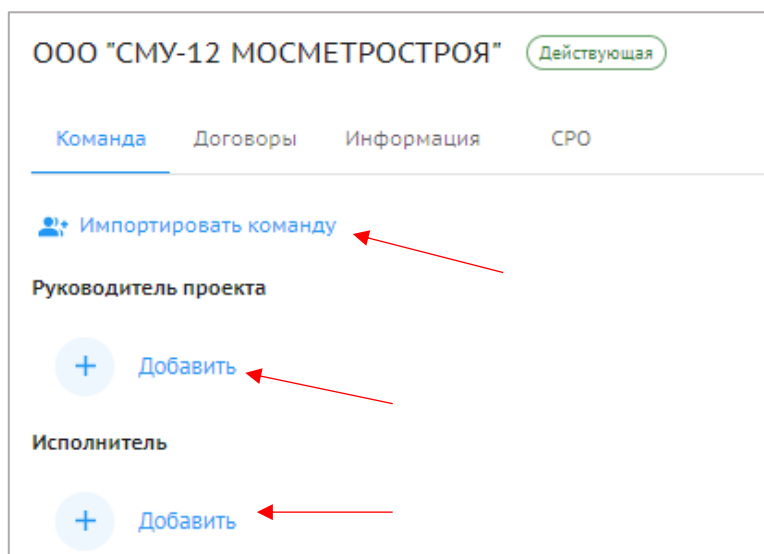 ООО "СМУ-12 МОСМЕТРОСТРОЯ" Действующая
Команда Договоры Информация СРО
Импортировать команду
Руководитель проекта
+ Добавить
Исполнитель
+ Добавить